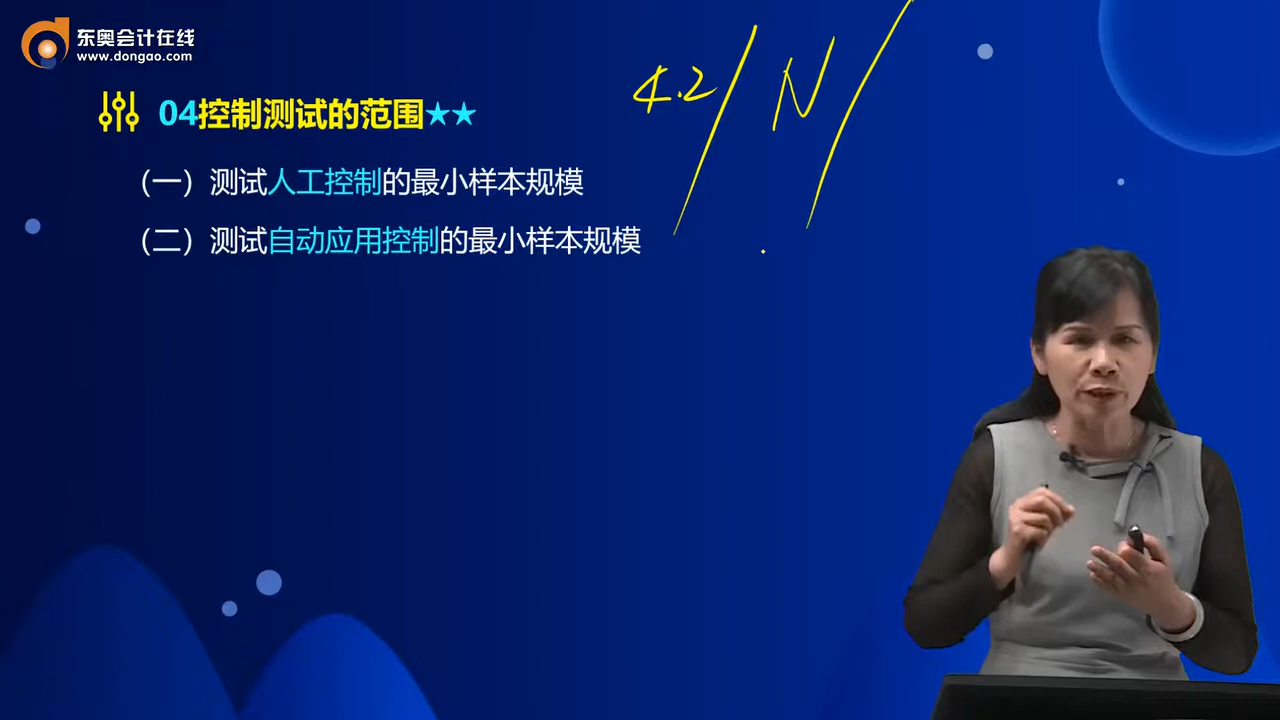 东奥会计在线
www.dongao.com
4.2/ N/
04控制测试的范围★★
（一）测试人工控制的最小样本规模
（二）测试自动应用控制的最小样本规模